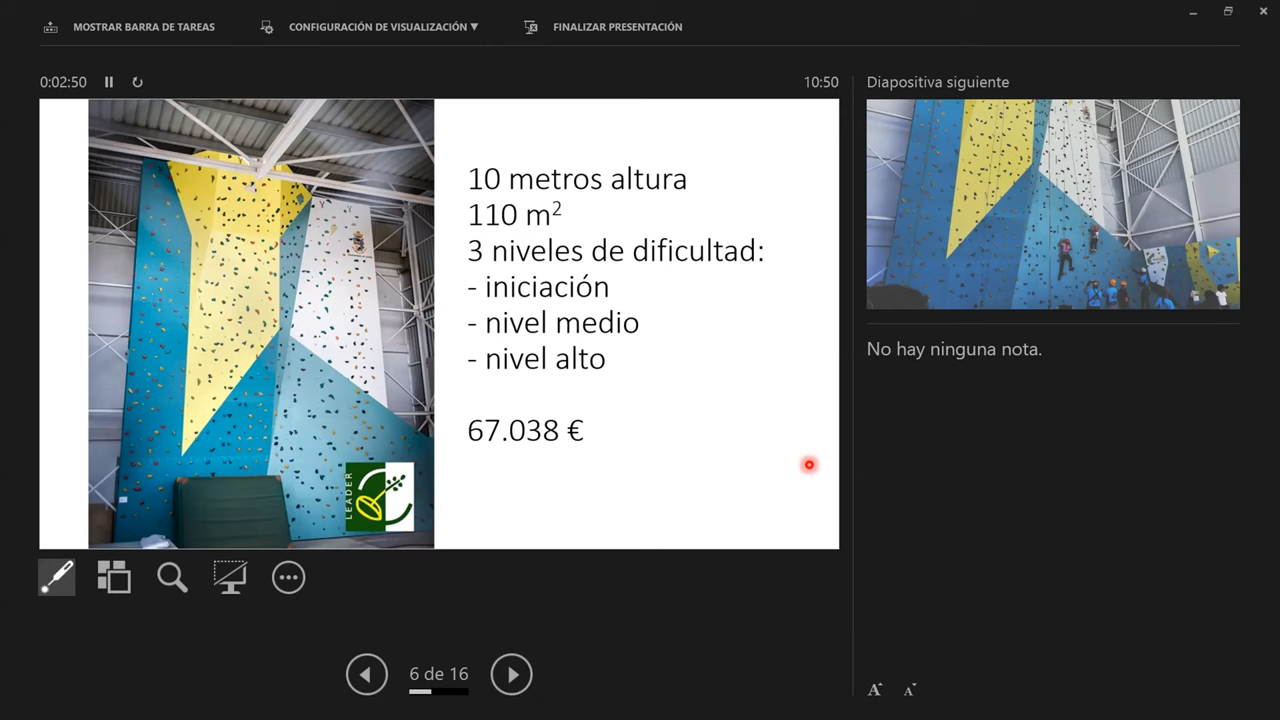 MOSTRAR BARRA DE TAREAS
CONFIGURACIÓN DE VISUALIZACIÓN ▼
FINALIZAR PRESENTACIÓN
0:02:50
10:50
10 metros altura
110 m²
3 niveles de dificultad:
- iniciación
- nivel medio
- nivel alto
67.038 €
LEADER
6 de 16
Diapositiva siguiente
No hay ninguna nota.
A A